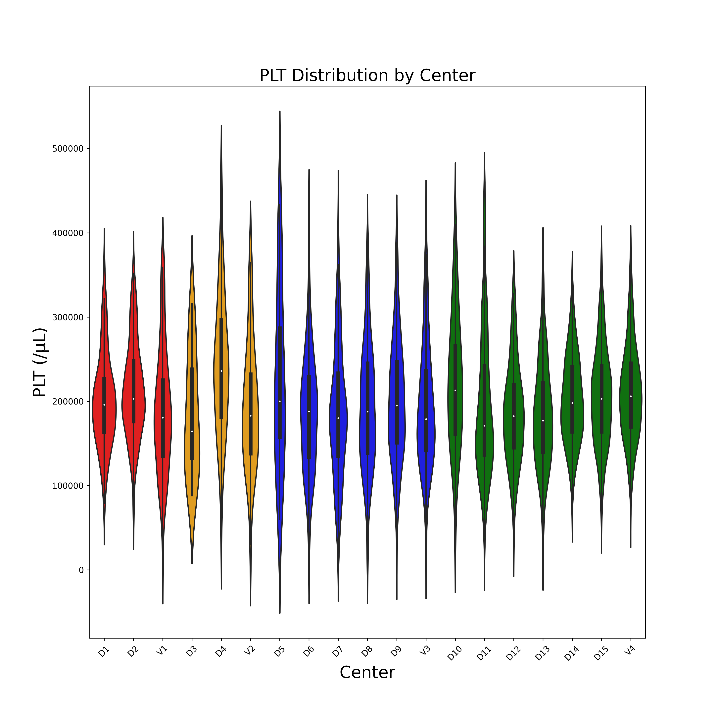 PLT Distribution by Center
PLT (/μL)
500000
400000
300000
200000
100000
0
D1 D2 V1 D3 D4 V2 D5 D6 D7 D8 D9 V3 D10 D11 D12 D13 D14 D15 V4
Center